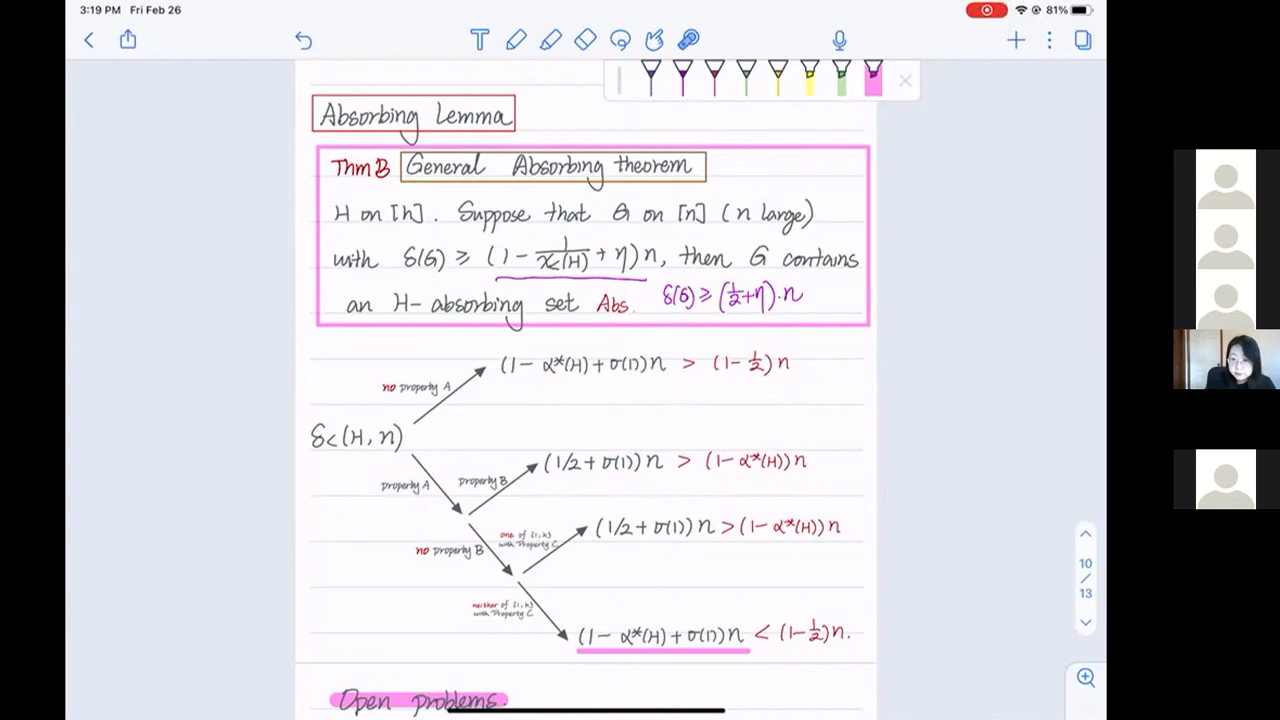 3:19 PM Fri Feb 26
81%
Absorbing Lemma
Thm B General Absorbing theorem
H on [h]. Suppose that G on [n] (n large)
with δ(G) ≥ (1 - 1/χ<(H) + η) n, then G contains
an H-absorbing set Abs. δ(G) ≥ (1/2+η)·n
no property A
(1 - α*(H) + o(1)) n > (1-1/2) n
δ<(H, n)
property A
property B
(1/2 + o(1)) n > (1-α*(H)) n
no property B
one of {1,h}
with Property C
(1/2 + o(1)) n > (1-α*(H)) n
neither of {1,h}
with Property C
(1 - α*(H) + o(1)) n < (1-1/2) n.
10
/
13
Open problems.